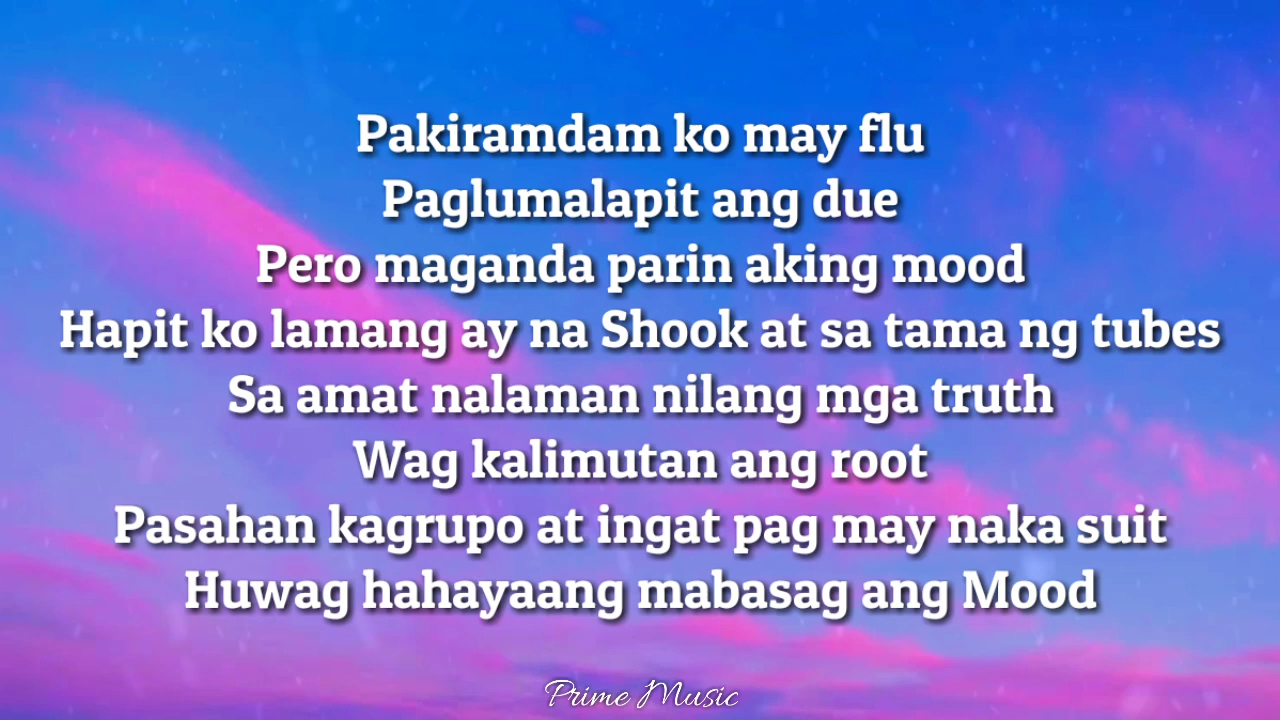 Pakiramdam ko may flu
Paglumalapit ang due
Pero maganda parin aking mood
Hapit ko lamang ay na Shook at sa tama ng tubes
Sa amat nalaman nilang mga truth
Wag kalimutan ang root
Pasahan kagrupo at ingat pag may naka suit
Huwag hahayaang mabasag ang Mood
Prime Music